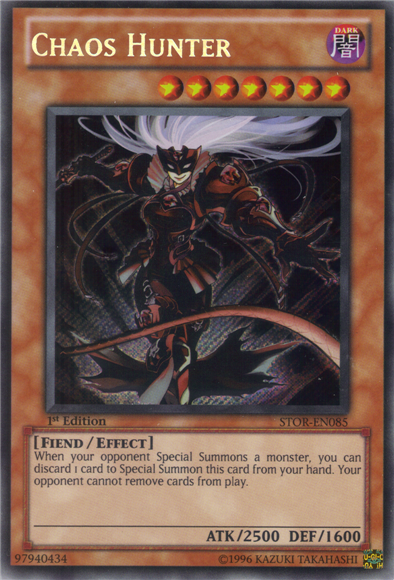 CHAOS HUNTER
DARK
闇
1st Edition
STOR-EN085
[FIEND / EFFECT]
When your opponent Special Summons a monster, you can
discard 1 card to Special Summon this card from your hand. Your
opponent cannot remove cards from play.
ATK/2500 DEF/1600
97940434
©1996 KAZUKI TAKAHASHI